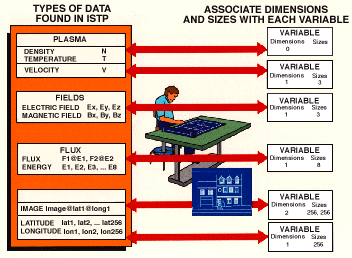 TYPES OF DATA
FOUND IN ISTP
ASSOCIATE DIMENSIONS
AND SIZES WITH EACH VARIABLE
PLASMA
DENSITY N
TEMPERATURE T
VELOCITY V
VARIABLE
Dimensions Sizes
0
VARIABLE
Dimensions Sizes
1 3
FIELDS
ELECTRIC FIELD Ex, Ey, Ez
MAGNETIC FIELD Bx, By, Bz
VARIABLE
Dimensions Sizes
1 3
FLUX
FLUX F1@E1, F2@E2
ENERGY E1, E2, E3, ... E8
VARIABLE
Dimensions Sizes
1 8
IMAGE Image@lat1@long1
LATITUDE lat1, lat2, ... lat256
LONGITUDE lon1, lon2, lon256
VARIABLE
Dimensions Sizes
2 256, 256
VARIABLE
Dimensions Sizes
1 256